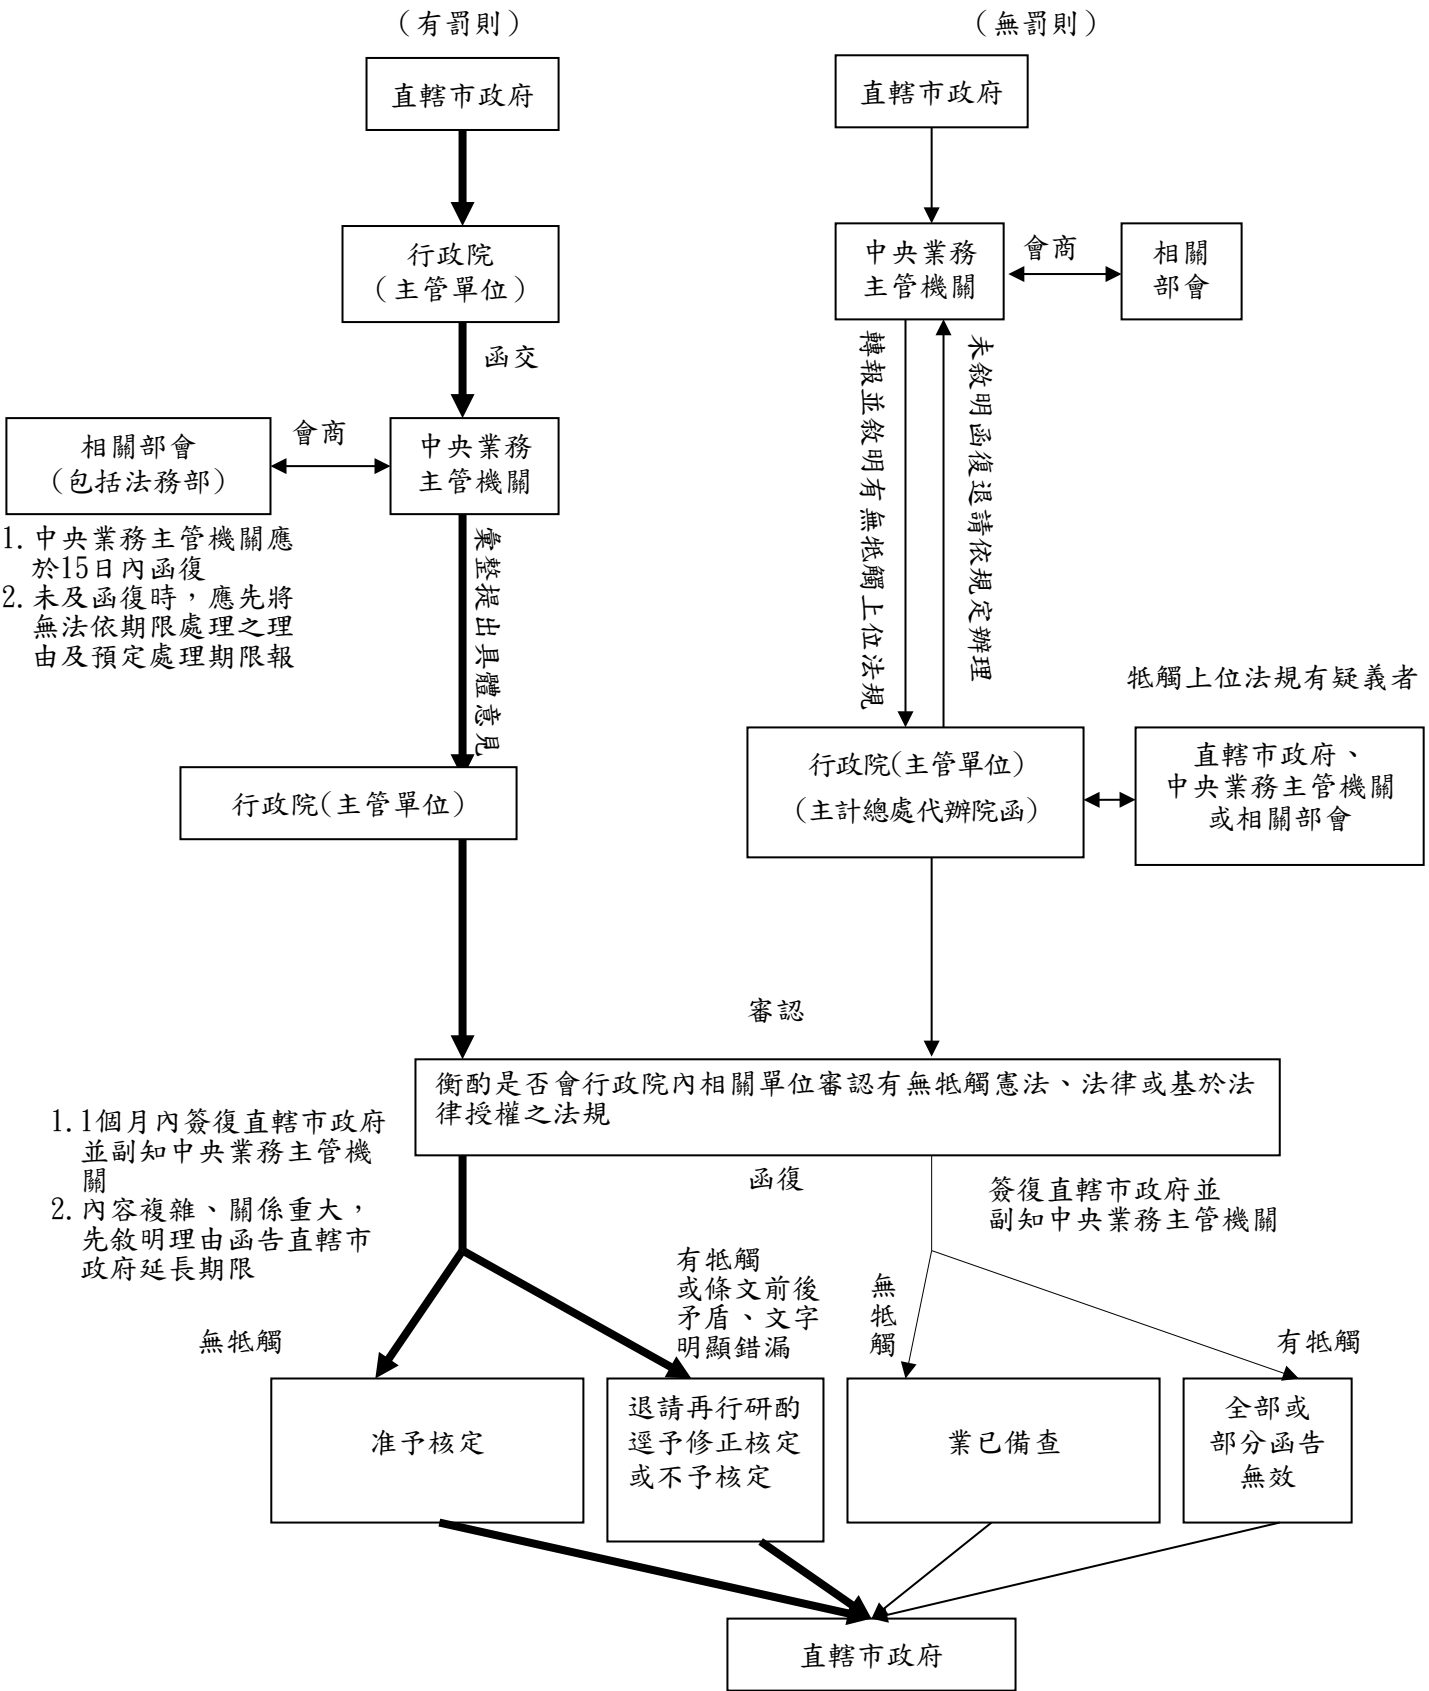 （有罰則）
（無罰則）
直轄市政府
直轄市政府
行政院
（主管單位）
中央業務
主管機關
會商
相關
部會
函交
相關部會
（包括法務部）
會商
中央業務
主管機關
轉報並敘明有無牴觸上位法規
未敘明函復退請依規定辦理
1.中央業務主管機關應
於15日內函復
2.未及函復時，應先將
無法依期限處理之理
由及預定處理期限報
彙整提出具體意見
牴觸上位法規有疑義者
行政院(主管單位)
行政院(主管單位)
(主計總處代辦院函)
直轄市政府、
中央業務主管機關
或相關部會
審認
衡酌是否會行政院內相關單位審認有無牴觸憲法、法律或基於法
律授權之法規
1.1個月內簽復直轄市政府
並副知中央業務主管機
關
2.內容複雜、關係重大，
先敘明理由函告直轄市
政府延長期限
函復
簽復直轄市政府並
副知中央業務主管機關
無牴觸
有牴觸
或條文前後
矛盾、文字
明顯錯漏
無
牴
觸
有牴觸
准予核定
退請再行研酌
逕予修正核定
或不予核定
業已備查
全部或
部分函告
無效
直轄市政府